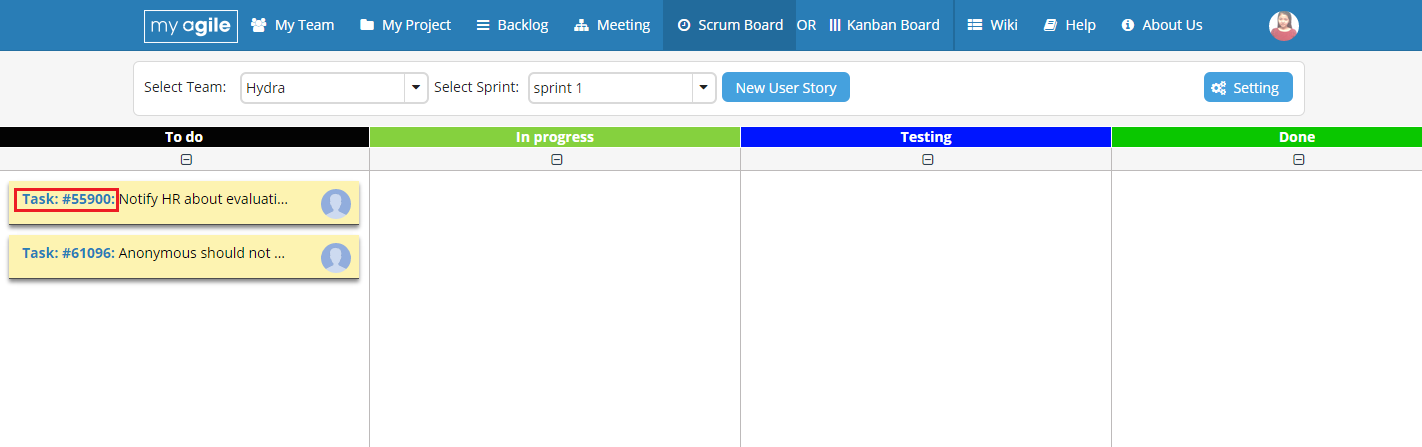 my agile My Team My Project Backlog Meeting Scrum Board OR Kanban Board Wiki Help About Us
Select Team: Hydra Select Sprint: sprint 1 New User Story Setting
To do In progress Testing Done
Task: #55900: Notify HR about evaluati...
Task: #61096: Anonymous should not ...